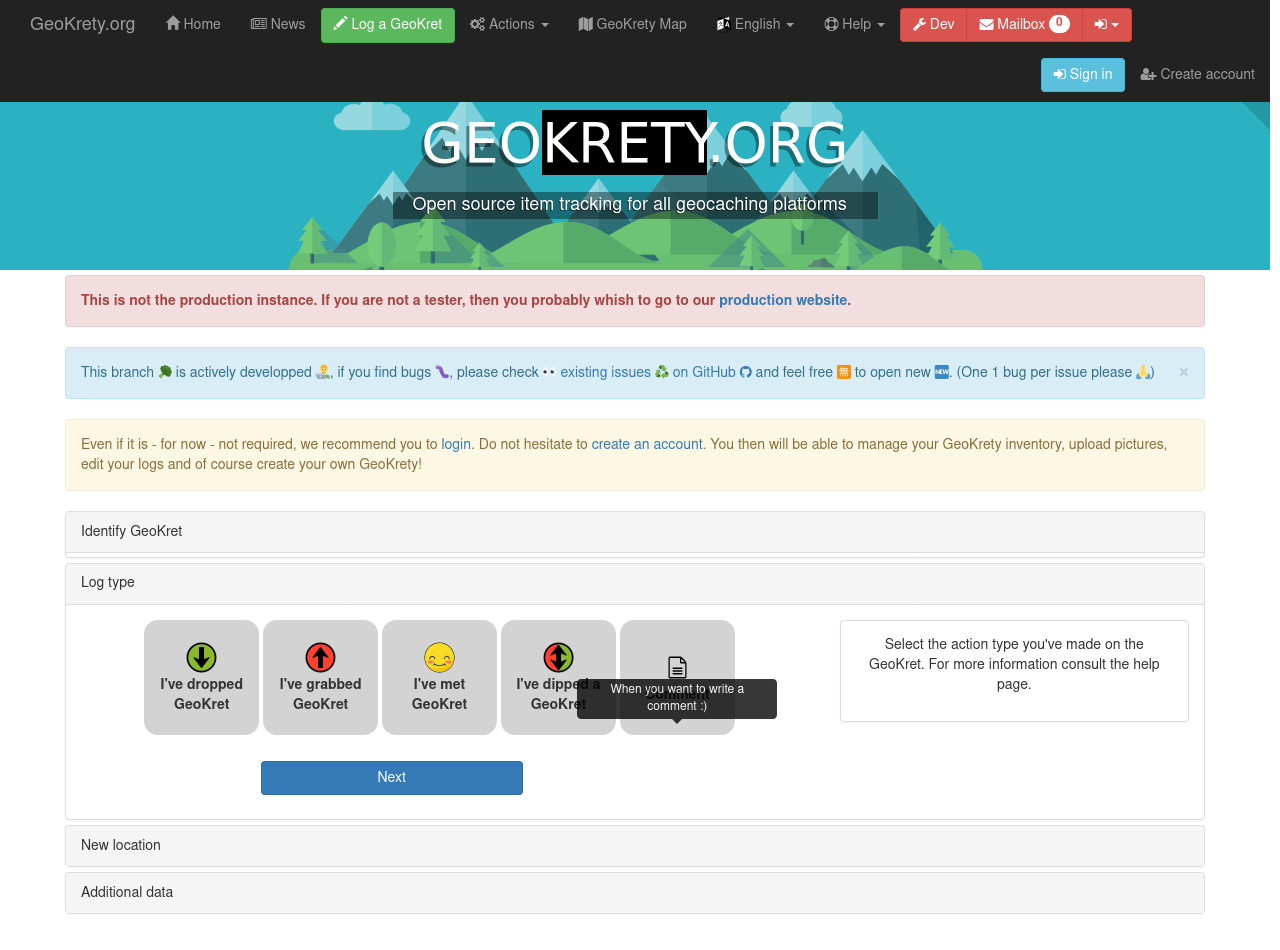 GeoKrety.org Home News Log a GeoKret Actions GeoKrety Map English Help Dev Mailbox 0
Sign in Create account
GEOKRETY.ORG
Open source item tracking for all geocaching platforms
This is not the production instance. If you are not a tester, then you probably whish to go to our production website.
This branch 🌳 is actively developped 👨‍🔬, if you find bugs 🐛, please check 👀 existing issues ♻️ on GitHub and feel free 🈚 to open new 🆕. (One 1 bug per issue please 🙏) ×
Even if it is - for now - not required, we recommend you to login. Do not hesitate to create an account. You then will be able to manage your GeoKrety inventory, upload pictures,
edit your logs and of course create your own GeoKrety!
Identify GeoKret
Log type
I've dropped
GeoKret
I've grabbed
GeoKret
I've met
GeoKret
I've dipped a
GeoKret
Comment
When you want to write a
comment :)
Select the action type you've made on the
GeoKret. For more information consult the help
page.
Next
New location
Additional data